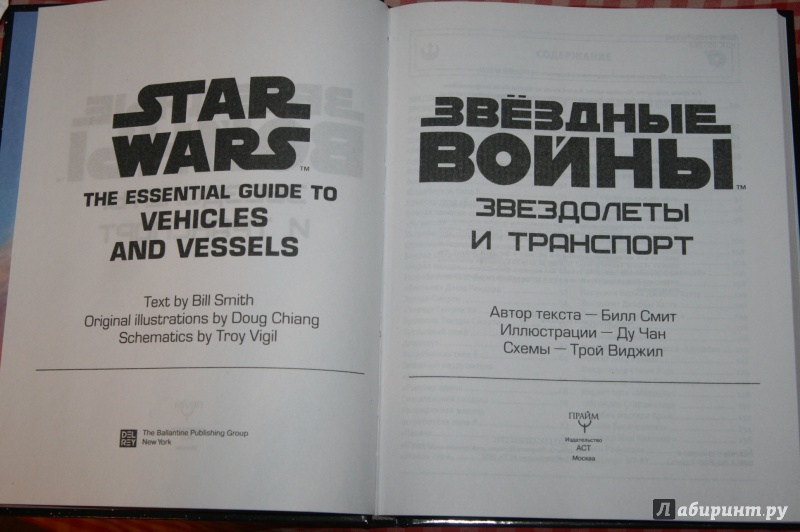 STAR
WARS
TM
THE ESSENTIAL GUIDE TO
VEHICLES
AND VESSELS
Text by Bill Smith
Original illustrations by Doug Chiang
Schematics by Troy Vigil
DEL
REY
The Ballantine Publishing Group
New York
ЗВЁЗДНЫЕ
ВОЙНЫ
TM
ЗВЕЗДОЛЕТЫ
И ТРАНСПОРТ
Автор текста — Билл Смит
Иллюстрации — Ду Чан
Схемы — Трой Виджил
ПРАЙМ
Издательство
АСТ
Москва
Лабиринт.ру